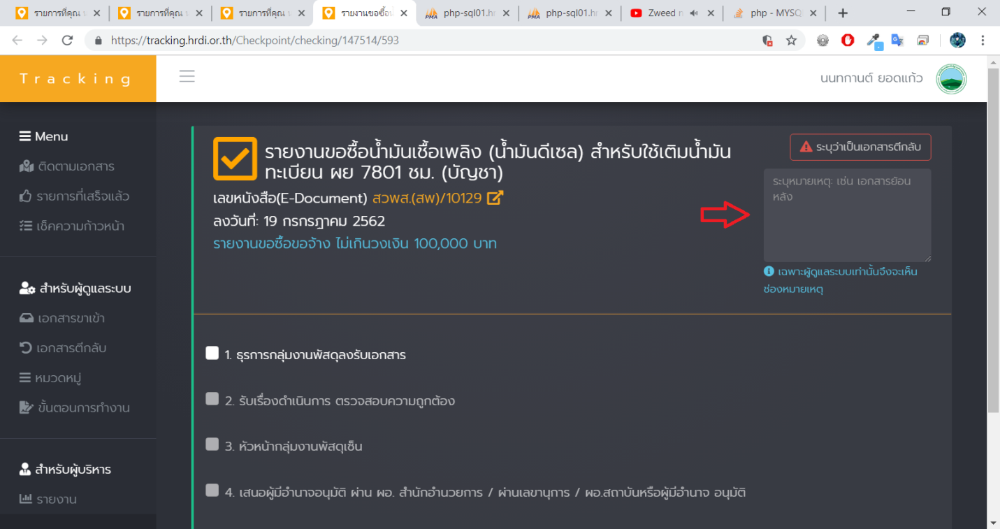 รายการที่คุณ
รายการที่คุณ
รายการที่คุณ
รายงานขอซื้อ
php-sql01.hr
php-sql01.hr
Zweed n
php - MYSQ
https://tracking.hrdi.or.th/Checkpoint/checking/147514/593
Tracking
นนทกานต์ ยอดแก้ว
Menu
ติดตามเอกสาร
รายการที่เสร็จแล้ว
เช็คความก้าวหน้า
สำหรับผู้ดูแลระบบ
เอกสารขาเข้า
เอกสารตีกลับ
หมวดหมู่
ขั้นตอนการทำงาน
สำหรับผู้บริหาร
รายงาน
รายงานขอซื้อน้ำมันเชื้อเพลิง (น้ำมันดีเซล) สำหรับใช้เติมน้ำมัน
ทะเบียน ผย 7801 ชม. (บัญชา)
เลขหนังสือ(E-Document) สวพส.(สพ)/10129
ลงวันที่: 19 กรกรฎาคม 2562
รายงานขอซื้อขอจ้าง ไม่เกินวงเงิน 100,000 บาท
ระบุว่าเป็นเอกสารตีกลับ
ระบุหมายเหตุ: เช่น เอกสารย้อน
หลัง
เฉพาะผู้ดูแลระบบเท่านั้นจึงจะเห็น
ช่องหมายเหตุ
1. ธุรการกลุ่มงานพัสดุลงรับเอกสาร
2. รับเรื่องดำเนินการ ตรวจสอบความถูกต้อง
3. หัวหน้ากลุ่มงานพัสดุเซ็น
4. เสนอผู้มีอำนาจอนุมัติ ผ่าน ผอ. สำนักอำนวยการ / ผ่านเลขานุการ / ผอ.สถาบันหรือผู้มีอำนาจ อนุมัติ